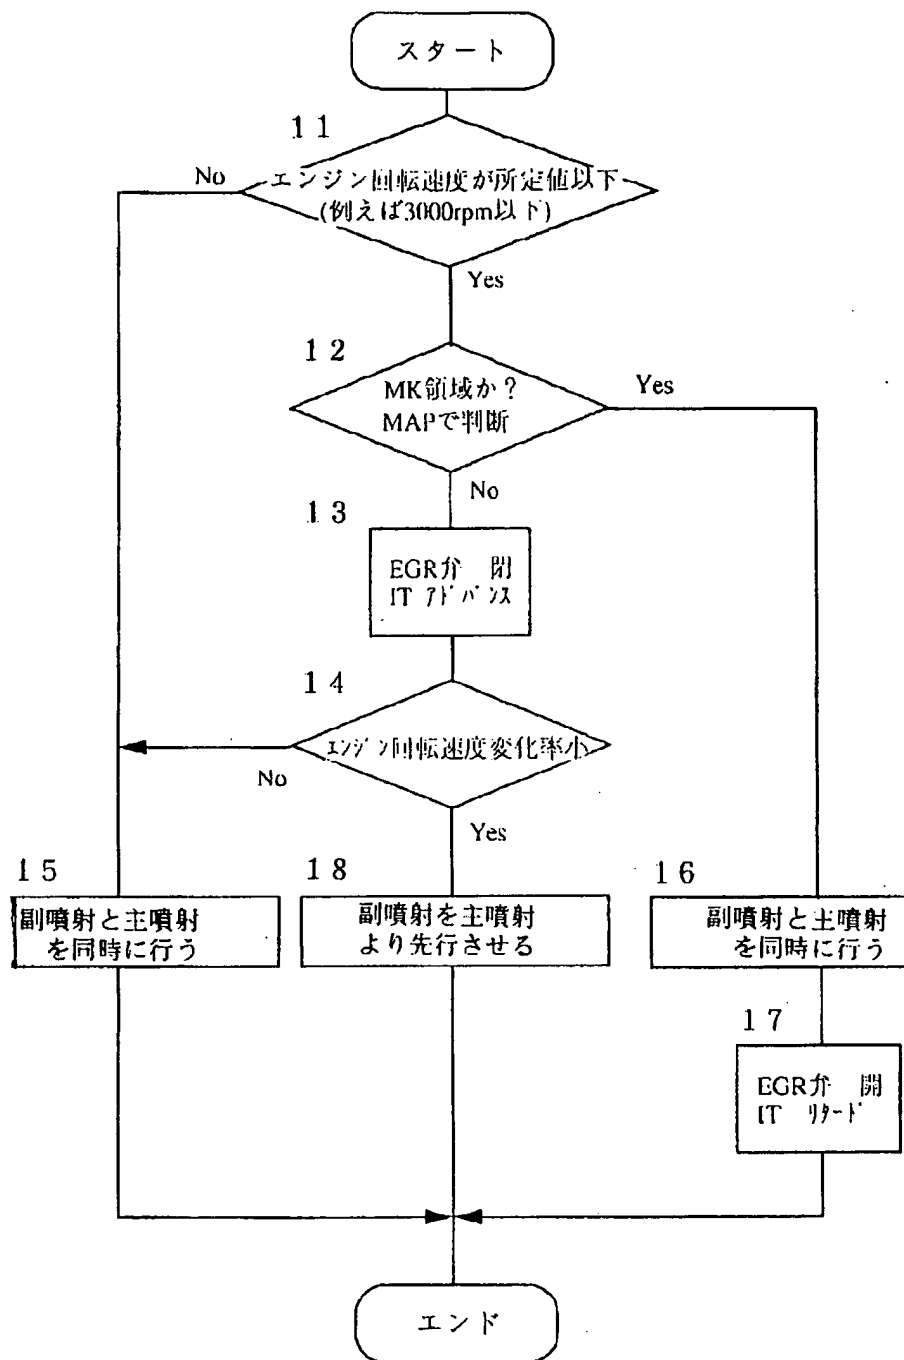 スタート
11
No
エンジン回転速度が所定値以下
(例えば3000rpm以下)
Yes
12
MK領域か?
MAPで判断
Yes
No
13
EGR弁 閉
IT アドバンス
14
エンジン回転速度変化率小
No
Yes
15
副噴射と主噴射
を同時に行う
18
副噴射を主噴射
より先行させる
16
副噴射と主噴射
を同時に行う
17
EGR弁 開
IT リタード
エンド